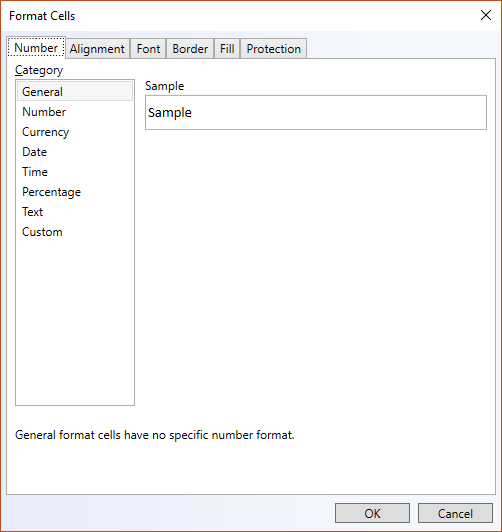 Format Cells
Number Alignment Font Border Fill Protection
Category
General
Number
Currency
Date
Time
Percentage
Text
Custom
Sample
Sample
General format cells have no specific number format.
OK Cancel